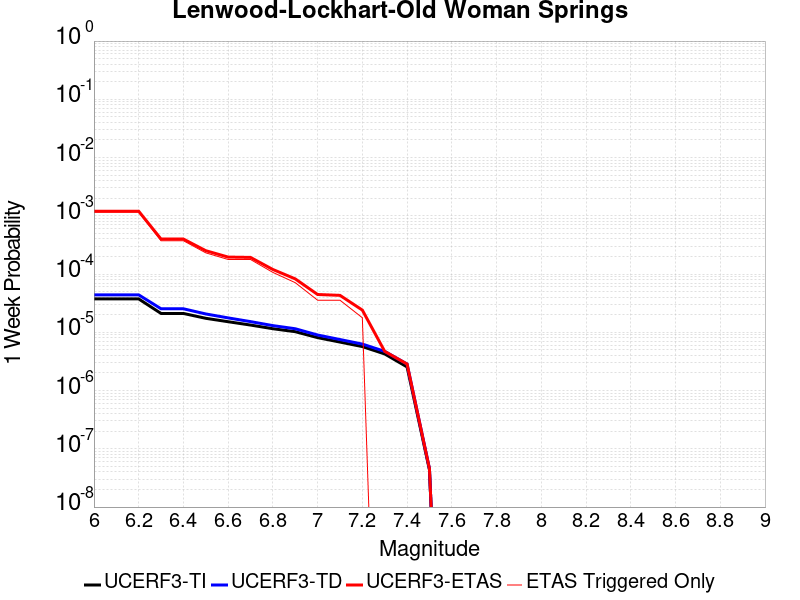 Lenwood-Lockhart-Old Woman Springs
10^0
10^-1
10^-2
10^-3
10^-4
10^-5
10^-6
10^-7
10^-8
1 Week Probability
6 6.2 6.4 6.6 6.8 7 7.2 7.4 7.6 7.8 8 8.2 8.4 8.6 8.8 9
Magnitude
UCERF3-TI UCERF3-TD UCERF3-ETAS ETAS Triggered Only